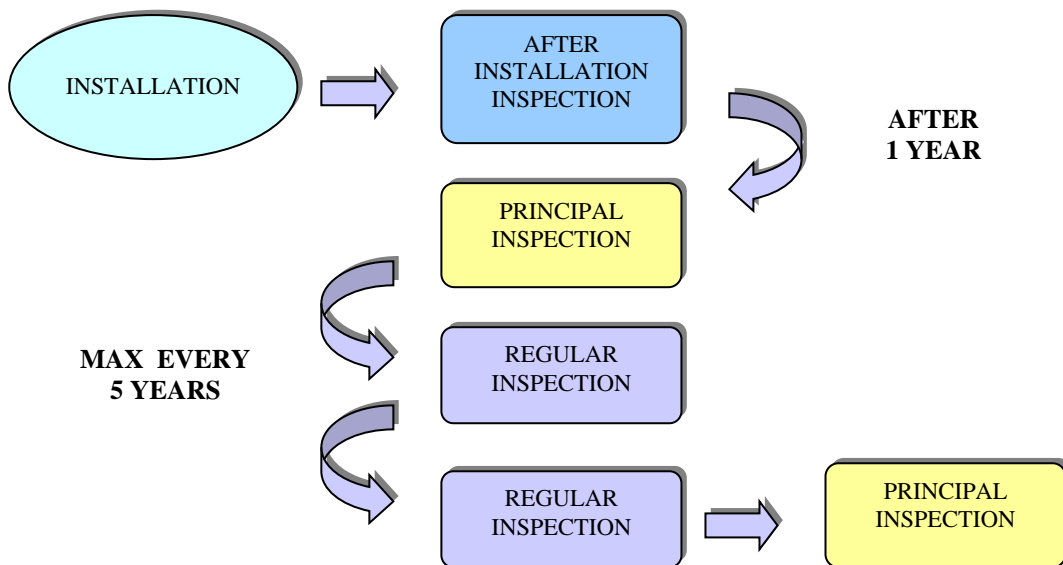 INSTALLATION
AFTER
INSTALLATION
INSPECTION
AFTER
1 YEAR
PRINCIPAL
INSPECTION
MAX EVERY
5 YEARS
REGULAR
INSPECTION
REGULAR
INSPECTION
PRINCIPAL
INSPECTION